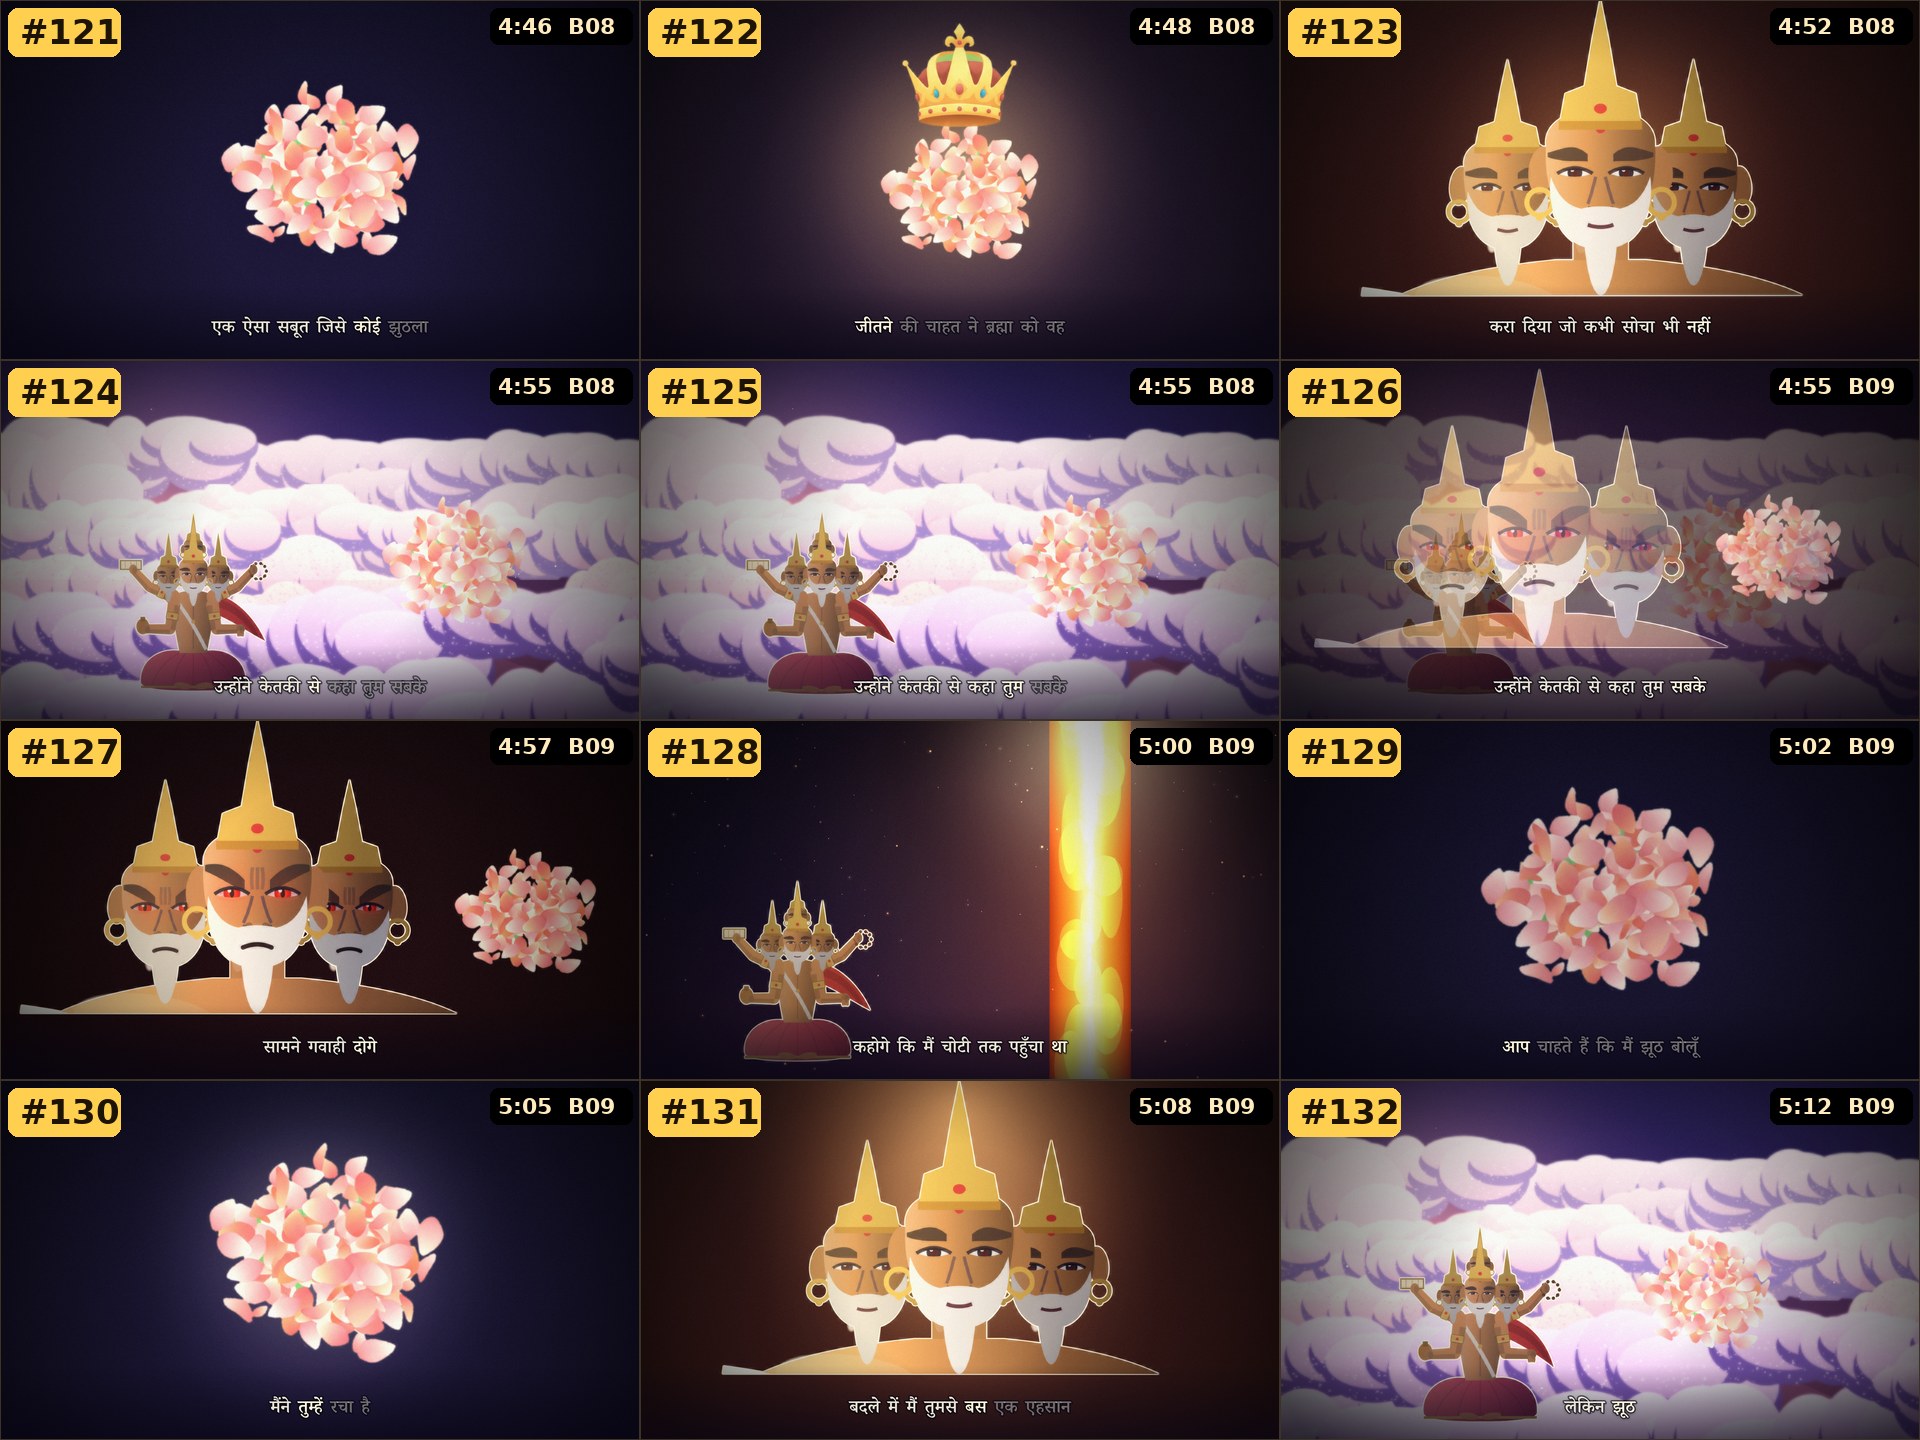 #121
4:46 B08
एक ऐसा सबूत जिसे कोई झुठला
#122
4:48 B08
जीतने की चाहत ने ब्रह्मा को वह
#123
4:52 B08
करा दिया जो कभी सोचा भी नहीं
#124
4:55 B08
उन्होंने केतकी से कहा तुम सबके
#125
4:55 B08
उन्होंने केतकी से कहा तुम सबके
#126
4:55 B09
उन्होंने केतकी से कहा तुम सबके
#127
4:57 B09
सामने गवाही दोगे
#128
5:00 B09
कहोगे कि मैं चोटी तक पहुँचा था
#129
5:02 B09
आप चाहते हैं कि मैं झूठ बोलूँ
#130
5:05 B09
मैंने तुम्हें रचा है
#131
5:08 B09
बदले में मैं तुमसे बस एक एहसान
#132
5:12 B09
लेकिन झूठ